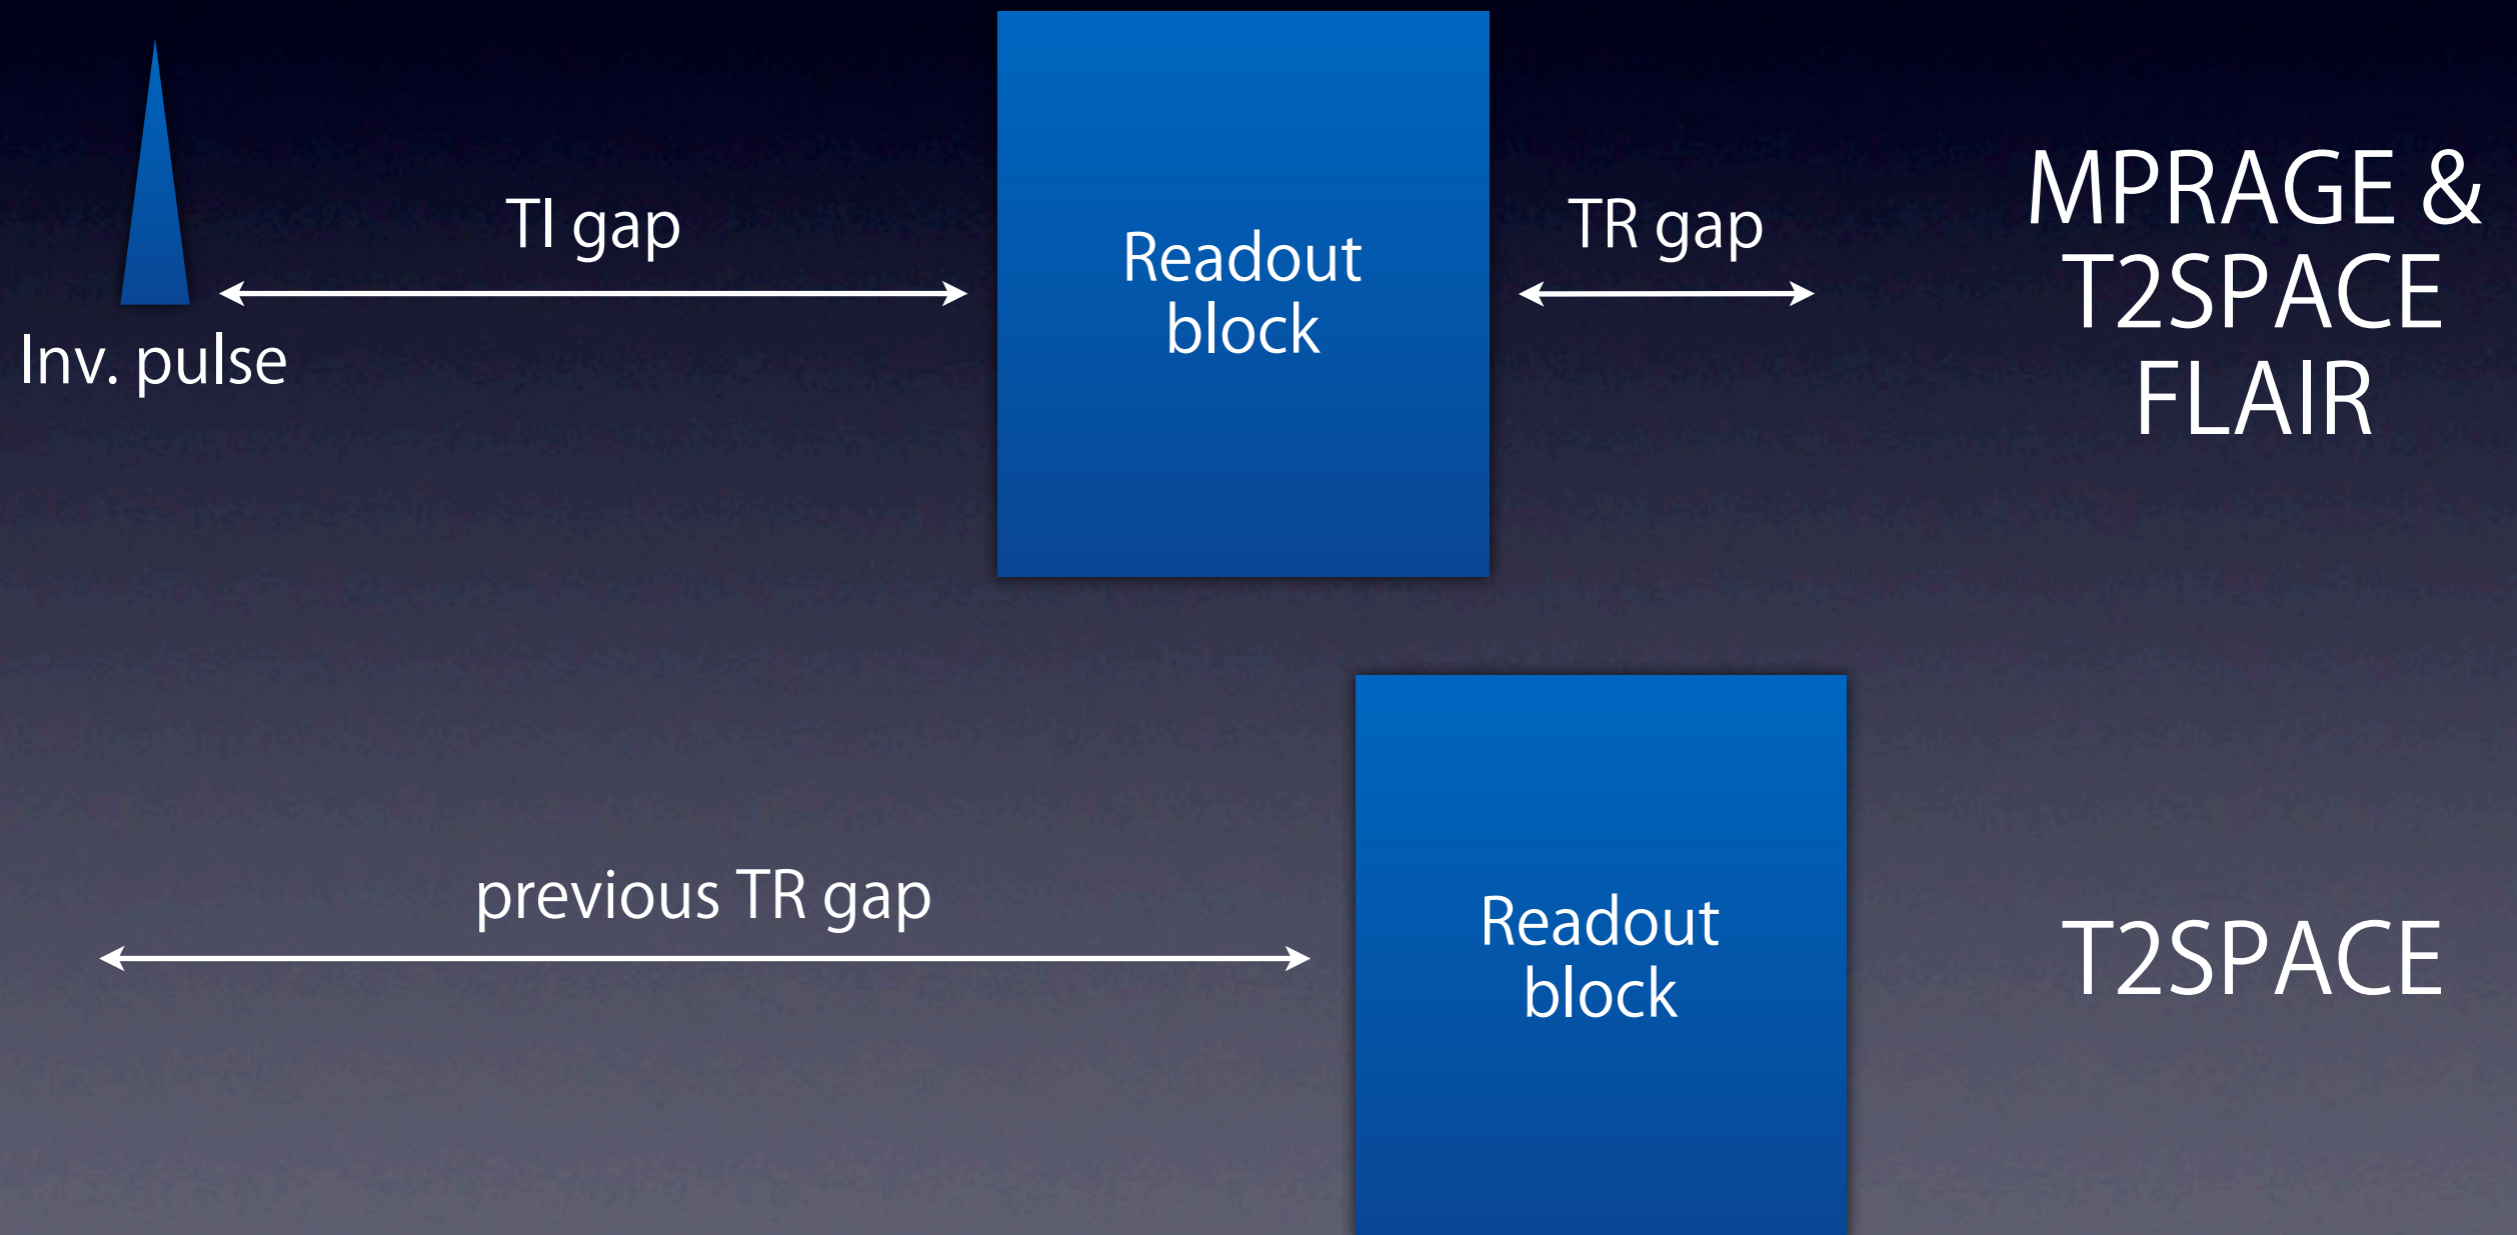 TI gap
TR gap
Readout
block
Inv. pulse
MPRAGE &
T2SPACE
FLAIR
previous TR gap
Readout
block
T2SPACE